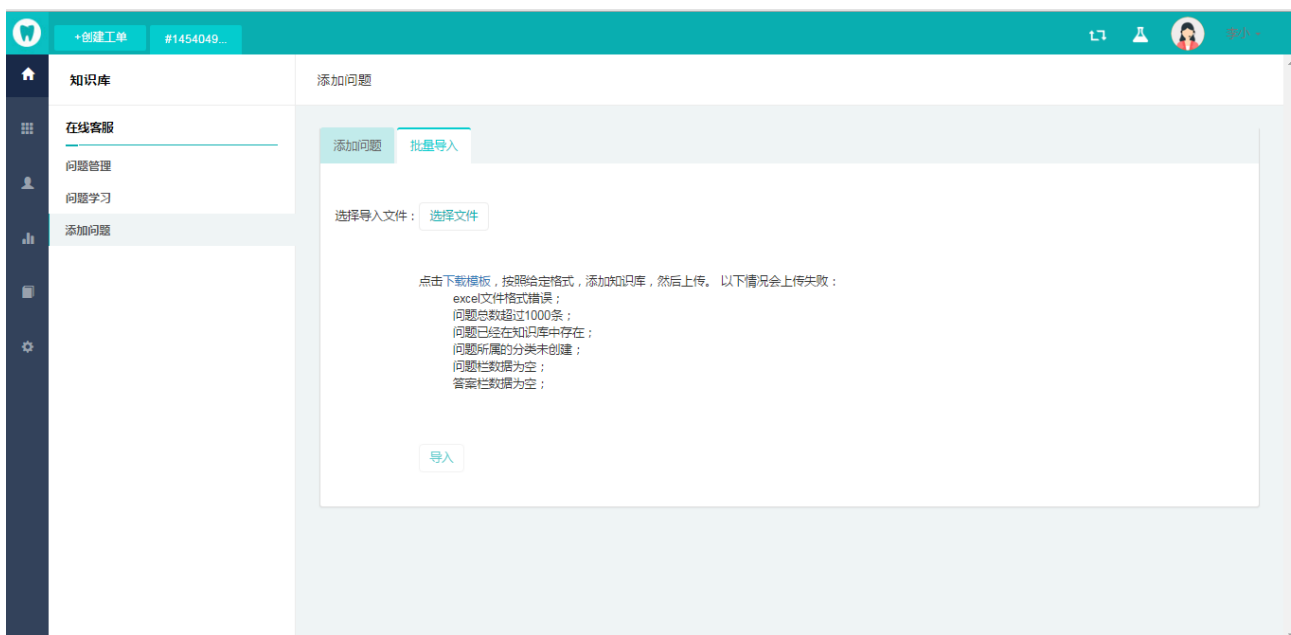 +创建工单
#1454049...
知识库
添加问题
在线客服
问题管理
问题学习
添加问题
添加问题
批量导入
选择导入文件：
选择文件
点击下载模板，按照给定格式，添加知识库，然后上传。 以下情况会上传失败：
excel文件格式错误；
问题总数超过1000条；
问题已经在知识库中存在；
问题所属的分类未创建；
问题栏数据为空；
答案栏数据为空；
导入